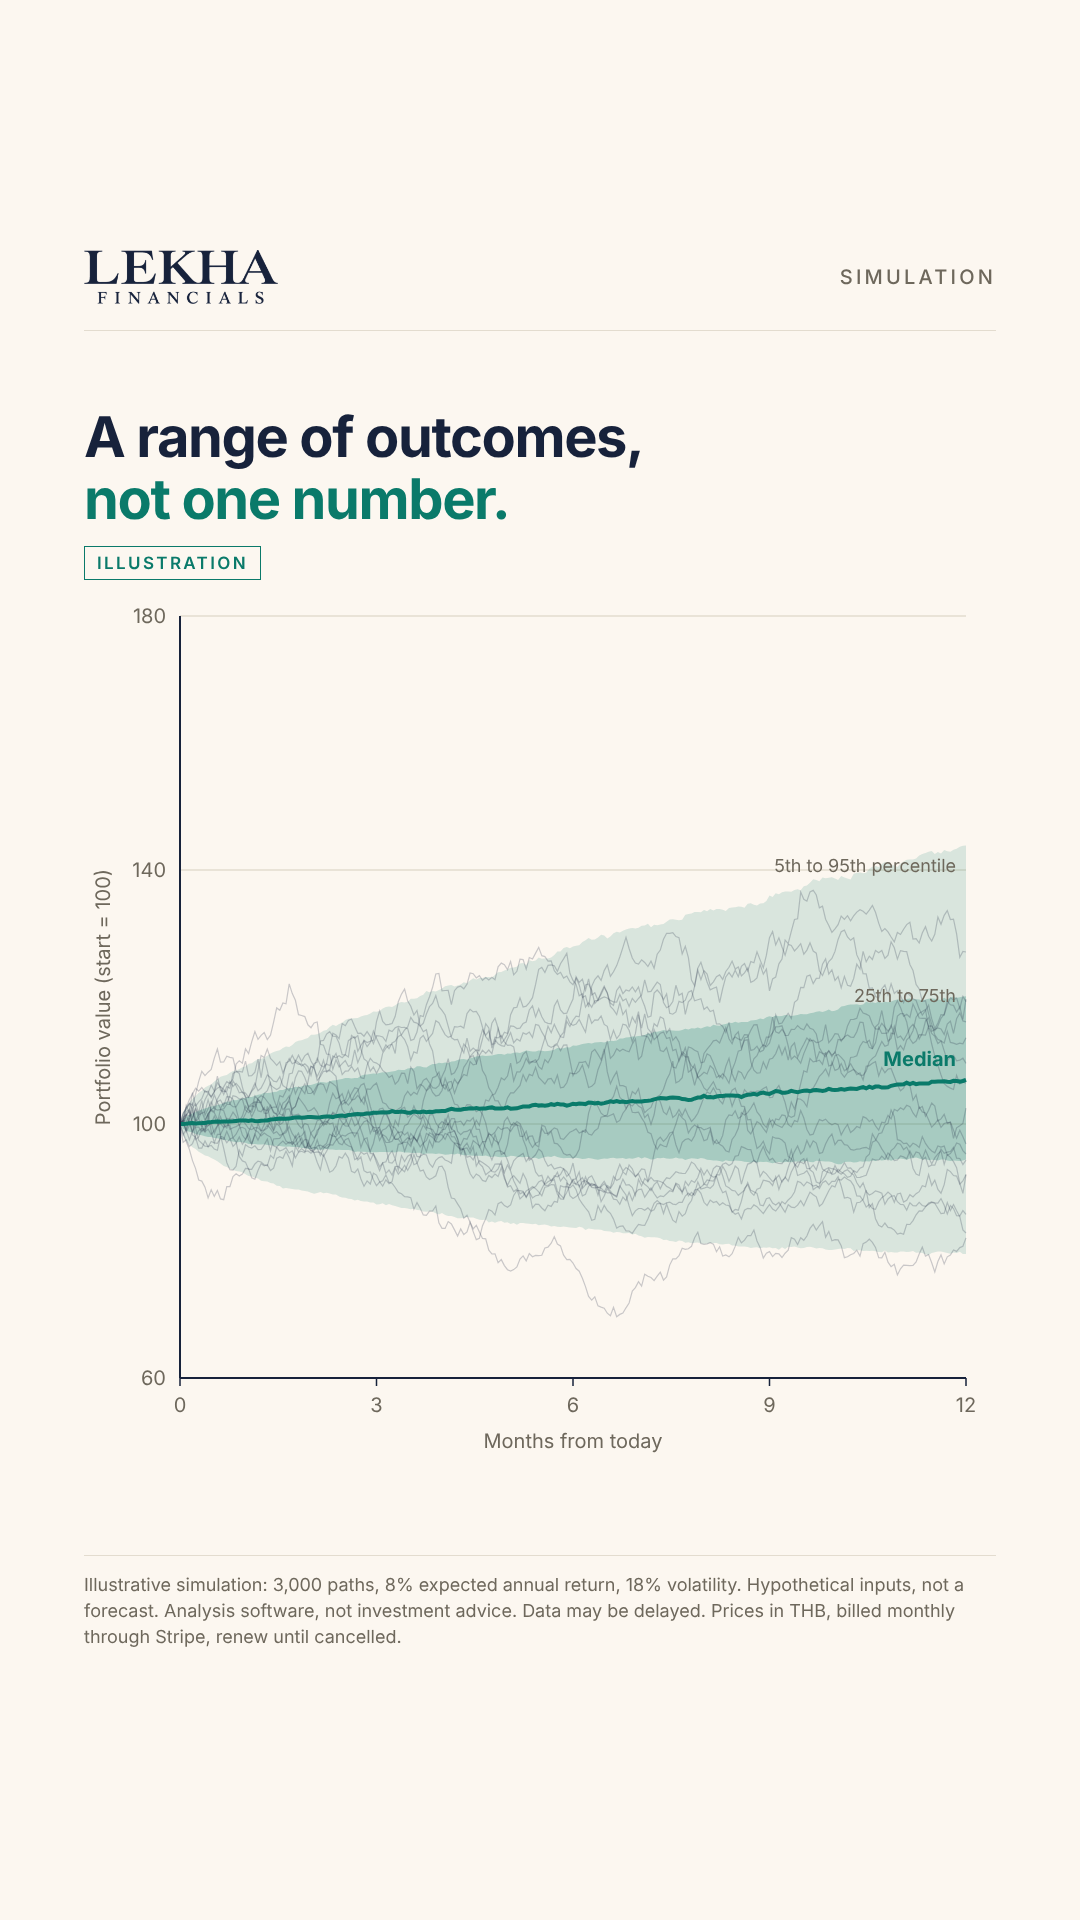 LEKHA
FINANCIALS
SIMULATION
A range of outcomes,
not one number.
ILLUSTRATION
180
140
100
60
Portfolio value (start = 100)
5th to 95th percentile
25th to 75th
Median
0 3 6 9 12
Months from today
Illustrative simulation: 3,000 paths, 8% expected annual return, 18% volatility. Hypothetical inputs, not a
forecast. Analysis software, not investment advice. Data may be delayed. Prices in THB, billed monthly
through Stripe, renew until cancelled.